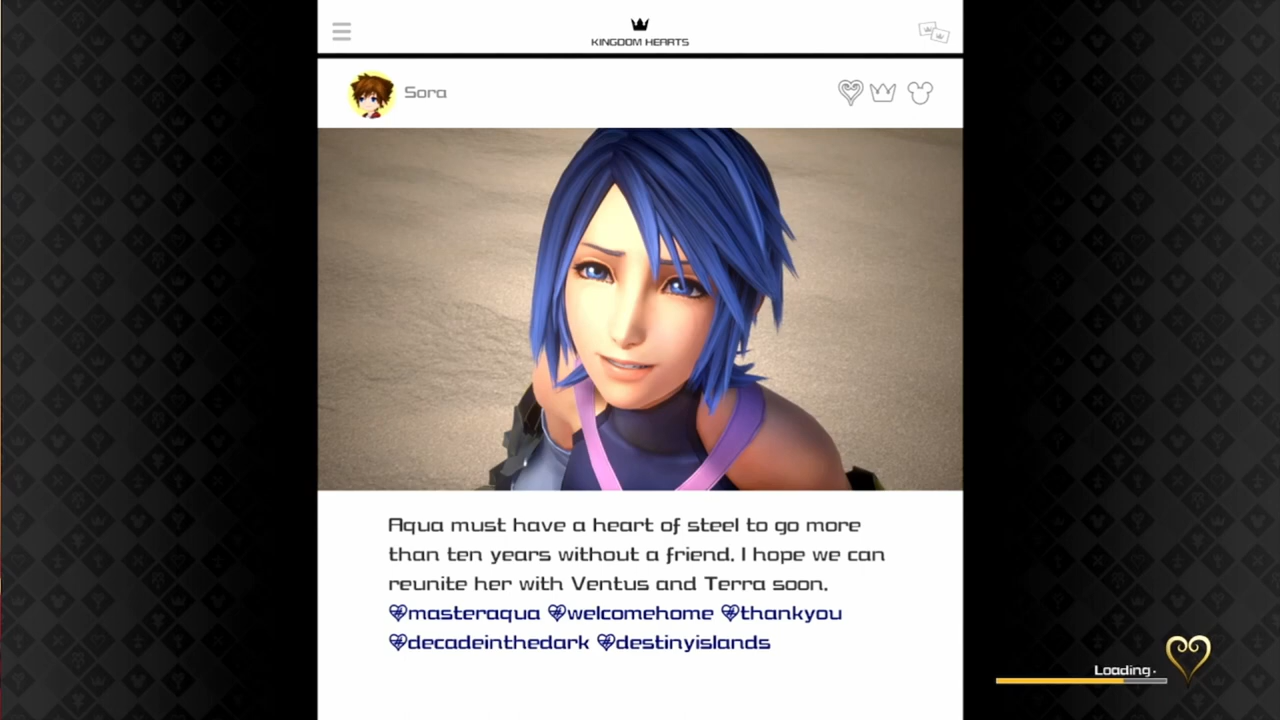 KINGDOM HEARTS
Sora
Aqua must have a heart of steel to go more
than ten years without a friend. I hope we can
reunite her with Ventus and Terra soon.
#masteraqua #welcomehome #thankyou
#decadeinthedark #destinyislands
Loading.